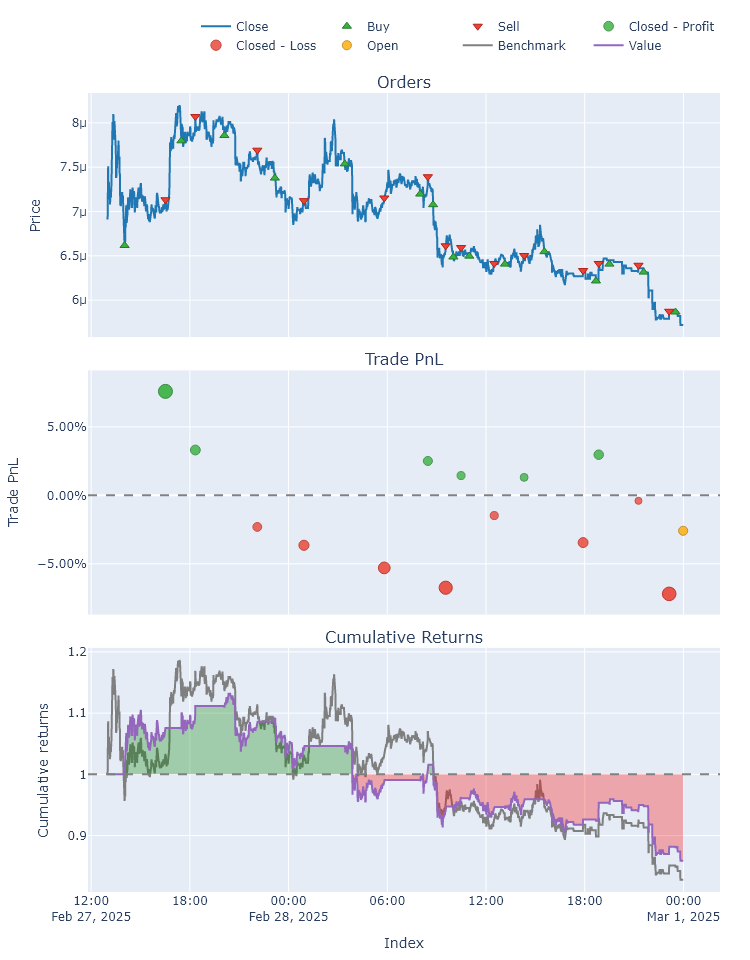 Close Buy Sell Closed - Profit
Closed - Loss Open Benchmark Value
Orders
8μ
7.5μ
7μ
6.5μ
6μ
Price
Trade PnL
5.00%
0.00%
−5.00%
Trade PnL
Cumulative Returns
1.2
1.1
1
0.9
Cumulative returns
12:00 18:00 00:00 06:00 12:00 18:00 00:00
Feb 27, 2025 Feb 28, 2025 Mar 1, 2025
Index